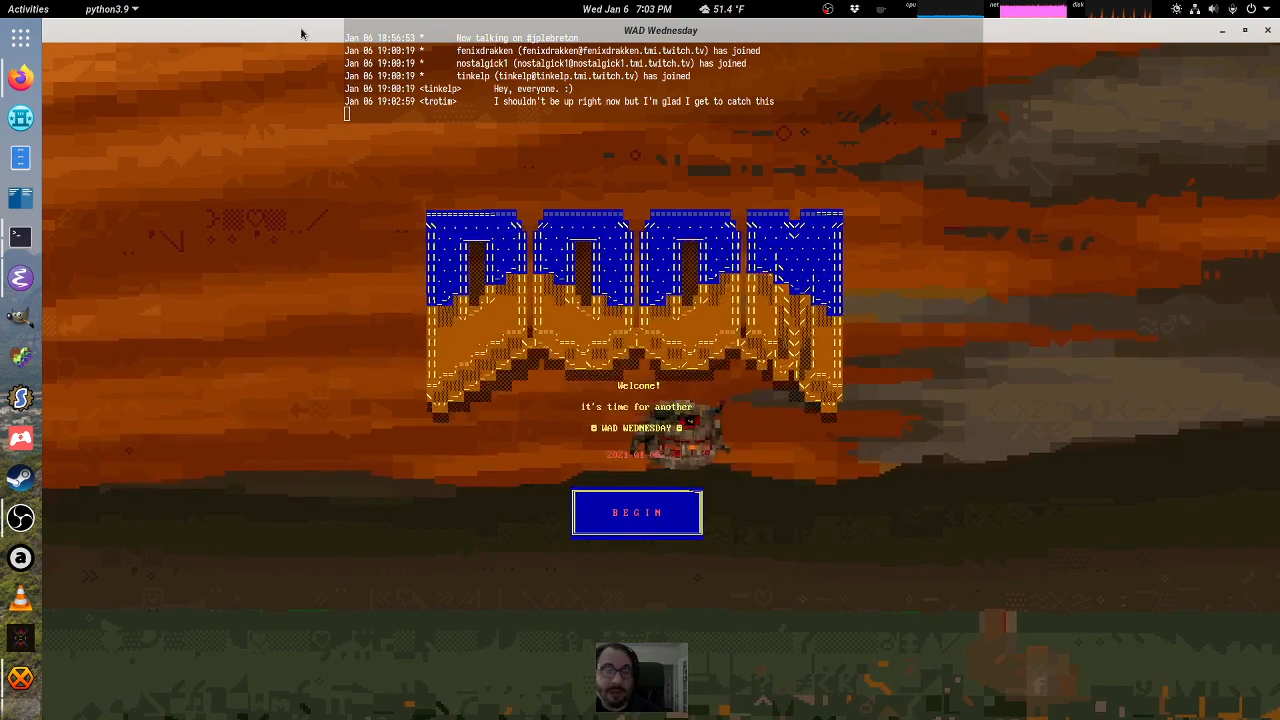 Activities python3.9 Wed Jan 6 7:03 PM 51.4 °F cpu net disk
WAD Wednesday
Jan 06 18:56:53 * Now talking on #jplebreton
Jan 06 19:00:19 * fenixdrakken (fenixdrakken@fenixdrakken.tmi.twitch.tv) has joined
Jan 06 19:00:19 * nostalgick1 (nostalgick1@nostalgick1.tmi.twitch.tv) has joined
Jan 06 19:00:19 * tinkelp (tinkelp@tinkelp.tmi.twitch.tv) has joined
Jan 06 19:00:19 <tinkelp> Hey, everyone. :)
Jan 06 19:02:59 <trotim> I shouldn't be up right now but I'm glad I get to catch this
DOOM
Welcome!
it's time for another
WAD WEDNESDAY
BEGIN